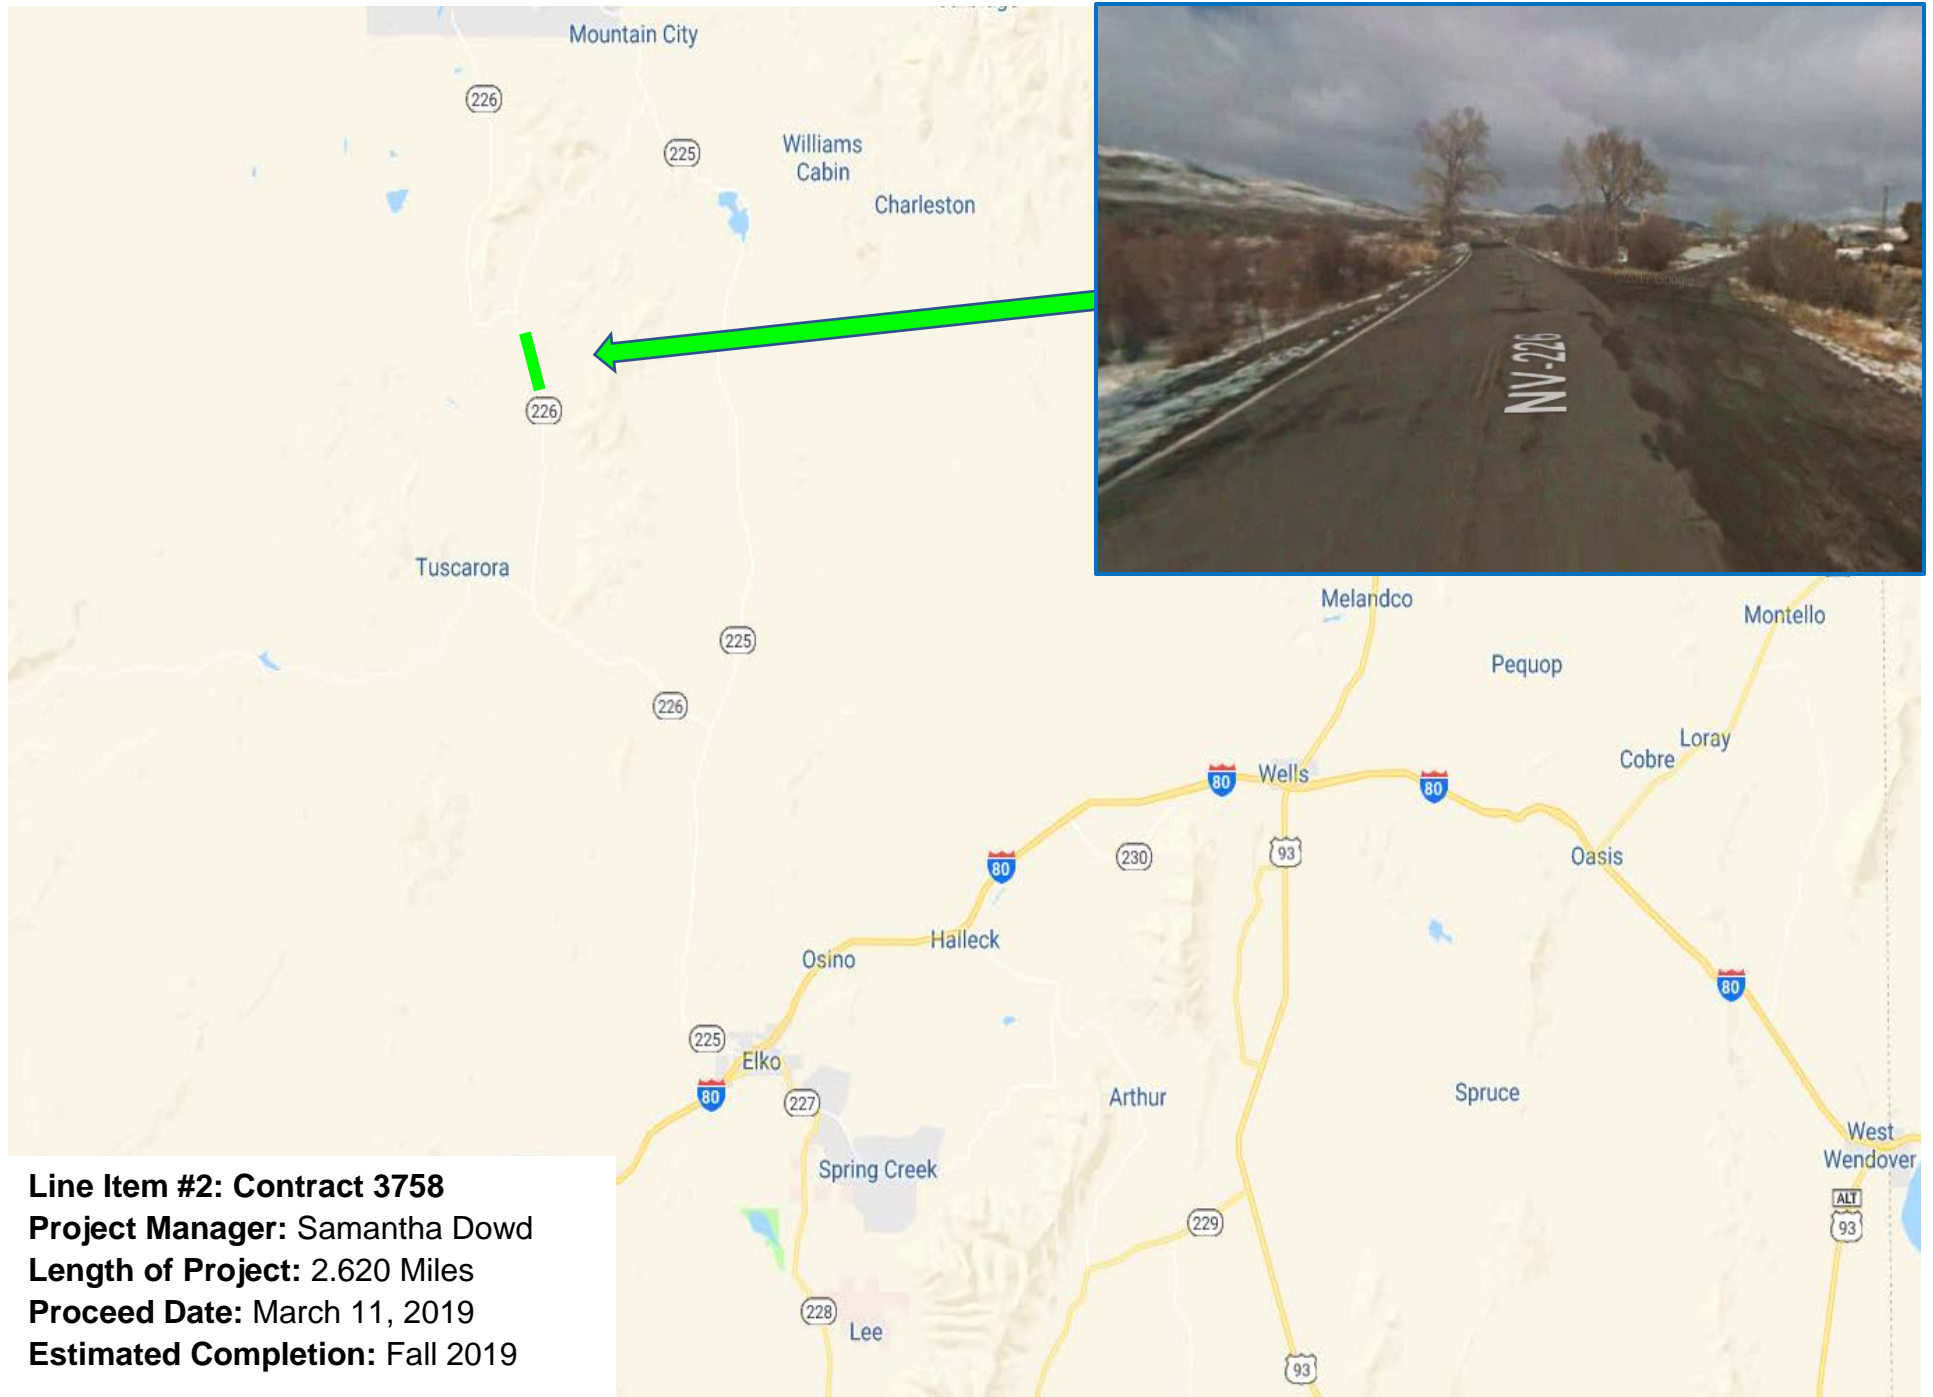 Mountain City
226
225
Williams
Cabin
Charleston
NV-226
226
Tuscarora
Melandco
Montello
225
Pequop
226
Loray
Cobre
80
Wells
80
230
93
Oasis
80
Halleck
Osino
80
225
Elko
80
227
Arthur
Spruce
West
Wendover
Spring Creek
ALT
93
229
228
Lee
93
Line Item #2: Contract 3758
Project Manager: Samantha Dowd
Length of Project: 2.620 Miles
Proceed Date: March 11, 2019
Estimated Completion: Fall 2019